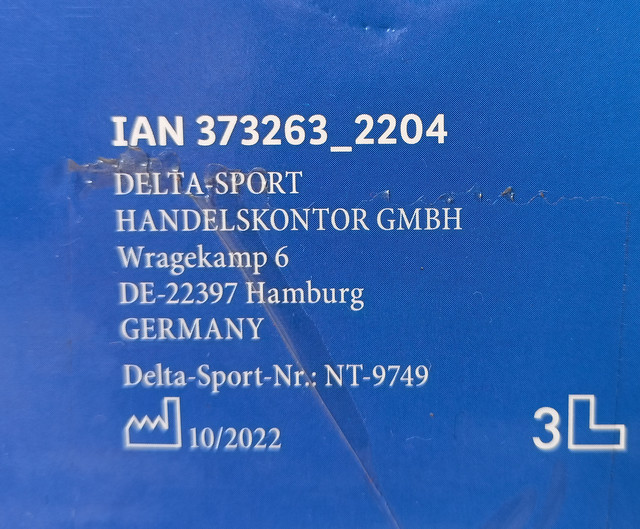 IAN 373263_2204
DELTA-SPORT
HANDELSKONTOR GMBH
Wragekamp 6
DE-22397 Hamburg
GERMANY
Delta-Sport-Nr.: NT-9749
10/2022
3L